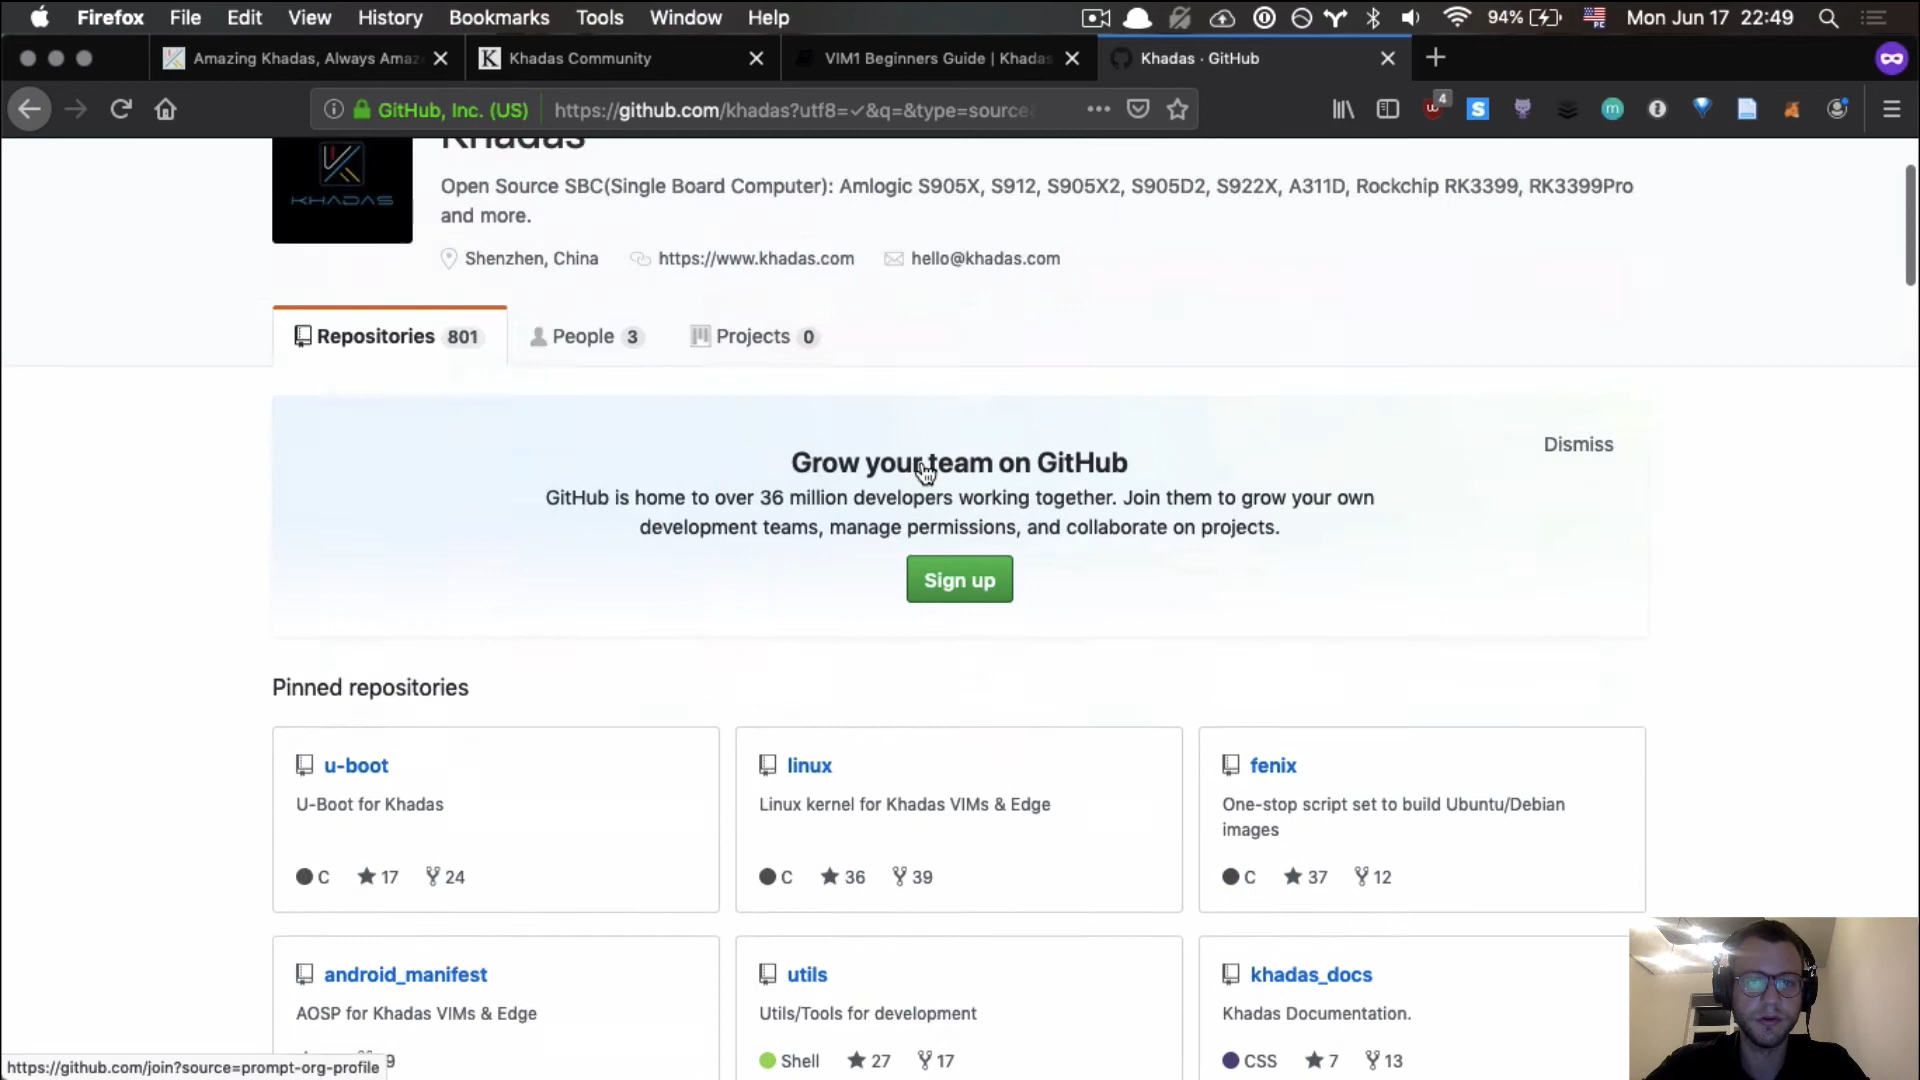 Firefox File Edit View History Bookmarks Tools Window Help 94% Mon Jun 17 22:49
Amazing Khadas, Always Amaz Khadas Community VIM1 Beginners Guide | Khadas Khadas · GitHub
GitHub, Inc. (US) https://github.com/khadas?utf8=✓&q=&type=source& 4
Khadas
KHADAS
Open Source SBC(Single Board Computer): Amlogic S905X, S912, S905X2, S905D2, S922X, A311D, Rockchip RK3399, RK3399Pro
and more.
Shenzhen, China https://www.khadas.com hello@khadas.com
Repositories 801 People 3 Projects 0
Dismiss
Grow your team on GitHub
GitHub is home to over 36 million developers working together. Join them to grow your own
development teams, manage permissions, and collaborate on projects.
Sign up
Pinned repositories
u-boot
U-Boot for Khadas
C 17 24
linux
Linux kernel for Khadas VIMs & Edge
C 36 39
fenix
One-stop script set to build Ubuntu/Debian
images
C 37 12
android_manifest
AOSP for Khadas VIMs & Edge
utils
Utils/Tools for development
Shell 27 17
khadas_docs
Khadas Documentation.
CSS 7 13
https://github.com/join?source=prompt-org-profile